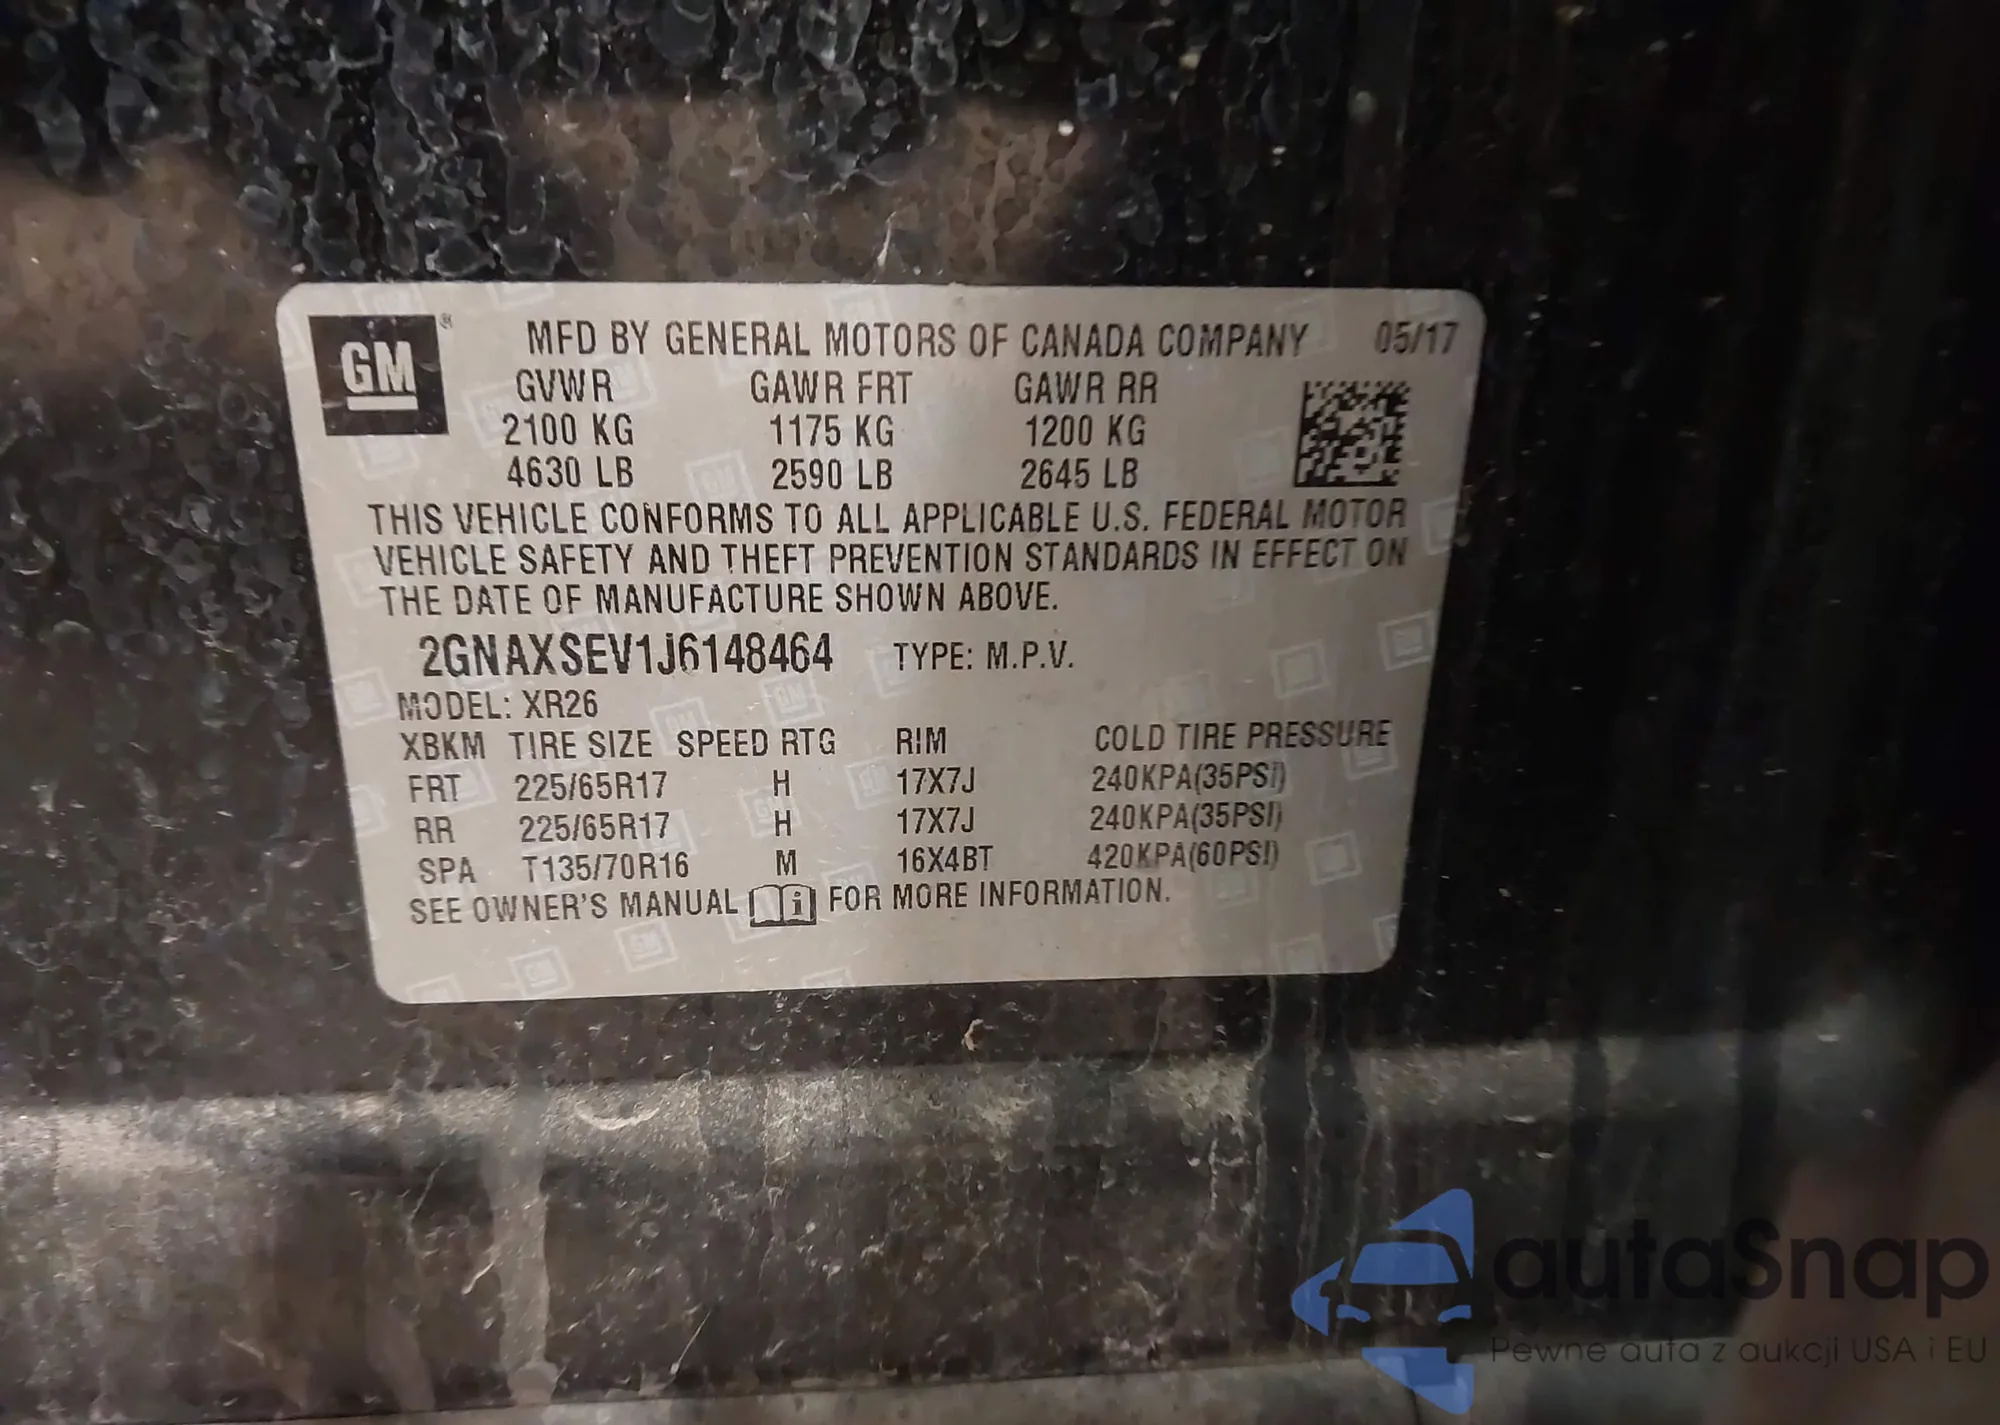 GM ® MFD BY GENERAL MOTORS OF CANADA COMPANY 05/17
GVWR GAWR FRT GAWR RR
2100 KG 1175 KG 1200 KG
4630 LB 2590 LB 2645 LB
THIS VEHICLE CONFORMS TO ALL APPLICABLE U.S. FEDERAL MOTOR
VEHICLE SAFETY AND THEFT PREVENTION STANDARDS IN EFFECT ON
THE DATE OF MANUFACTURE SHOWN ABOVE.
2GNAXSEV1J6148464 TYPE: M.P.V.
MODEL: XR26
XBKM TIRE SIZE SPEED RTG RIM COLD TIRE PRESSURE
FRT 225/65R17 H 17X7J 240KPA(35PSI)
RR 225/65R17 H 17X7J 240KPA(35PSI)
SPA T135/70R16 M 16X4BT 420KPA(60PSI)
SEE OWNER'S MANUAL i FOR MORE INFORMATION.
autaSnap
Pewne auta z aukcji USA i EU